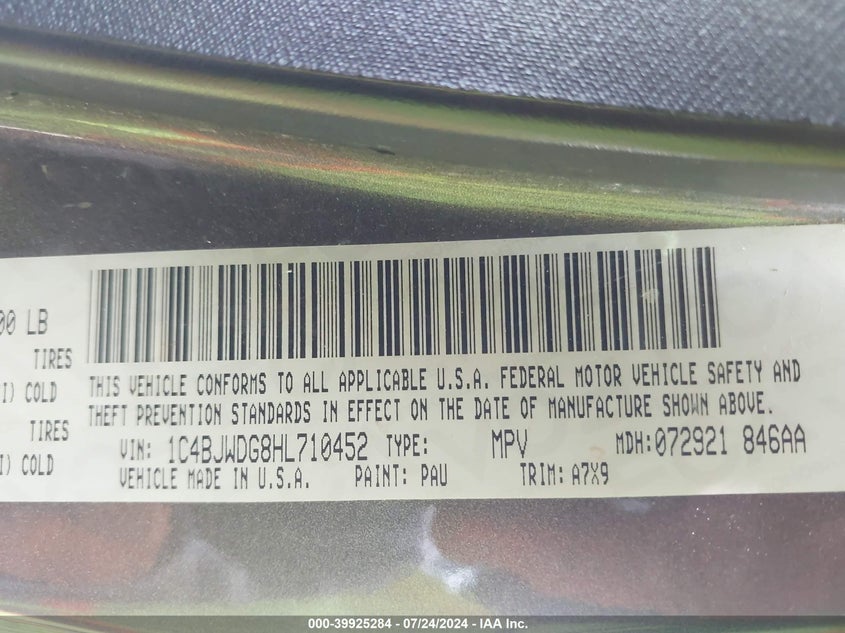 00 LB
TIRES
I) COLD
TIRES
I) COLD
THIS VEHICLE CONFORMS TO ALL APPLICABLE U.S.A. FEDERAL MOTOR VEHICLE SAFETY AND
THEFT PREVENTION STANDARDS IN EFFECT ON THE DATE OF MANUFACTURE SHOWN ABOVE.
VIN: 1C4BJWDG8HL710452 TYPE: MPV MDH:072921 846AA
VEHICLE MADE IN U.S.A. PAINT: PAU TRIM: A7X9
000-39925284 / 07/24/2024 - IAA Inc.